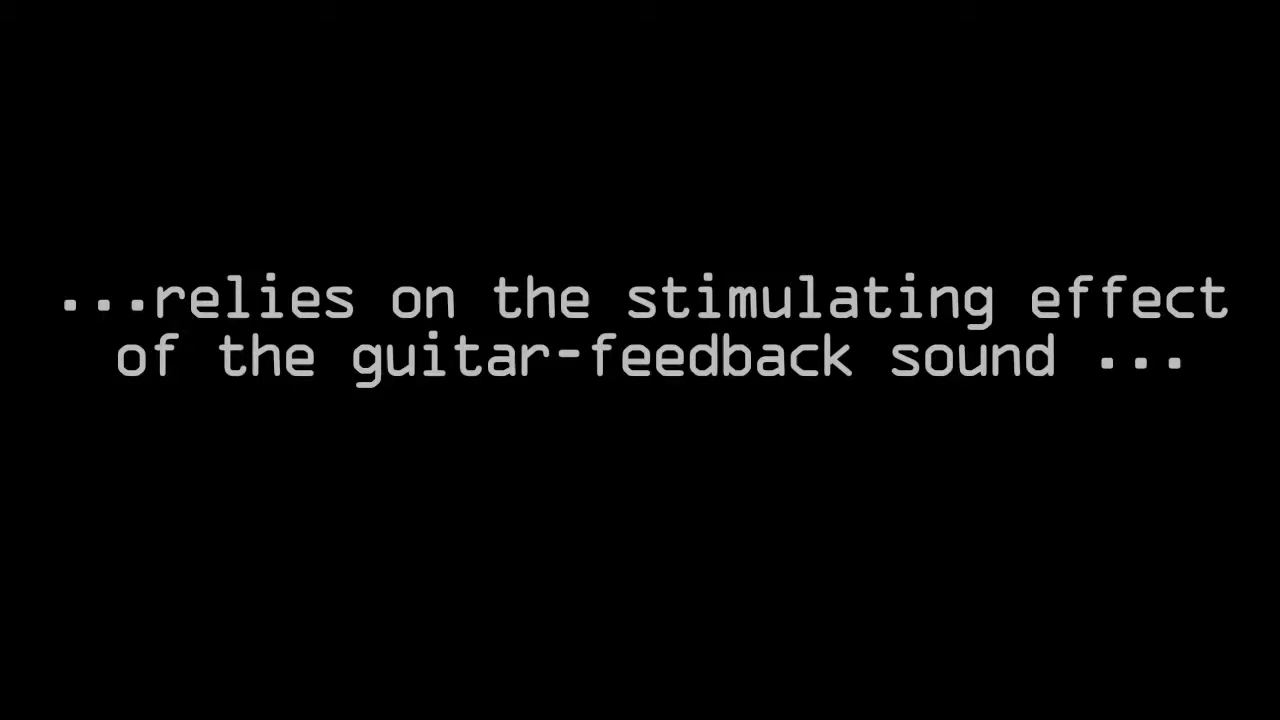 ...relies on the stimulating effect
of the guitar-feedback sound ...